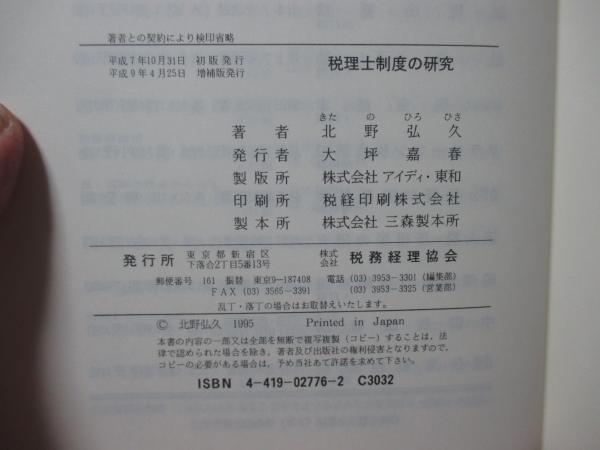 著者との契約により検印省略
平成7年10月31日 初版発行
平成9年4月25日 増補版発行
税理士制度の研究
きた の ひろ ひさ
著者 北野弘久
発行者 大坪嘉春
製版所 株式会社 アイディ・東和
印刷所 税経印刷株式会社
製本所 株式会社 三森製本所
発行所 東京都新宿区 下落合2丁目5番13号 株式会社 税務経理協会
郵便番号 161 振替 東京9-187408 電話 (03) 3953-3301 (編集部)
FAX (03) 3565-3391 (03) 3953-3325 (営業部)
乱丁・落丁の場合はお取替えいたします。
© 北野弘久 1995 Printed in Japan
本書の内容の一部又は全部を無断で複写複製(コピー)することは、法
律で認められた場合を除き、著者及び出版社の権利侵害となりますので、
コピーの必要がある場合は、予め当社あて許諾を求めて下さい。
ISBN 4-419-02776-2 C3032